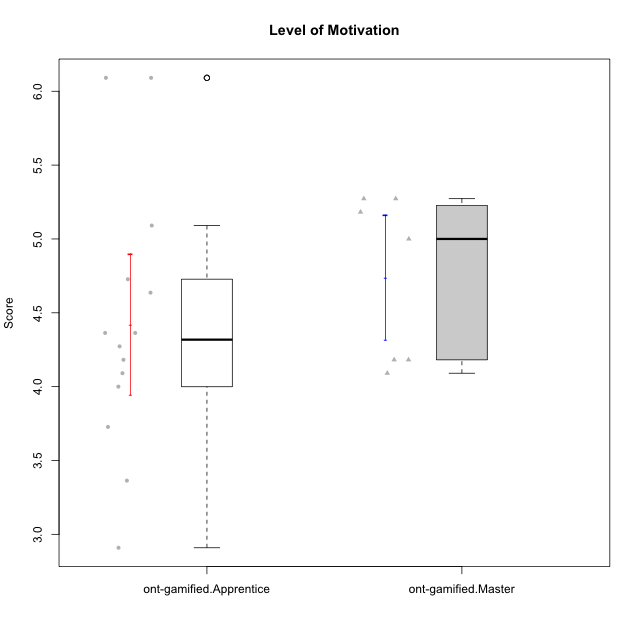 Level of Motivation
Score
6.0
5.5
5.0
4.5
4.0
3.5
3.0
ont-gamified.Apprentice
ont-gamified.Master